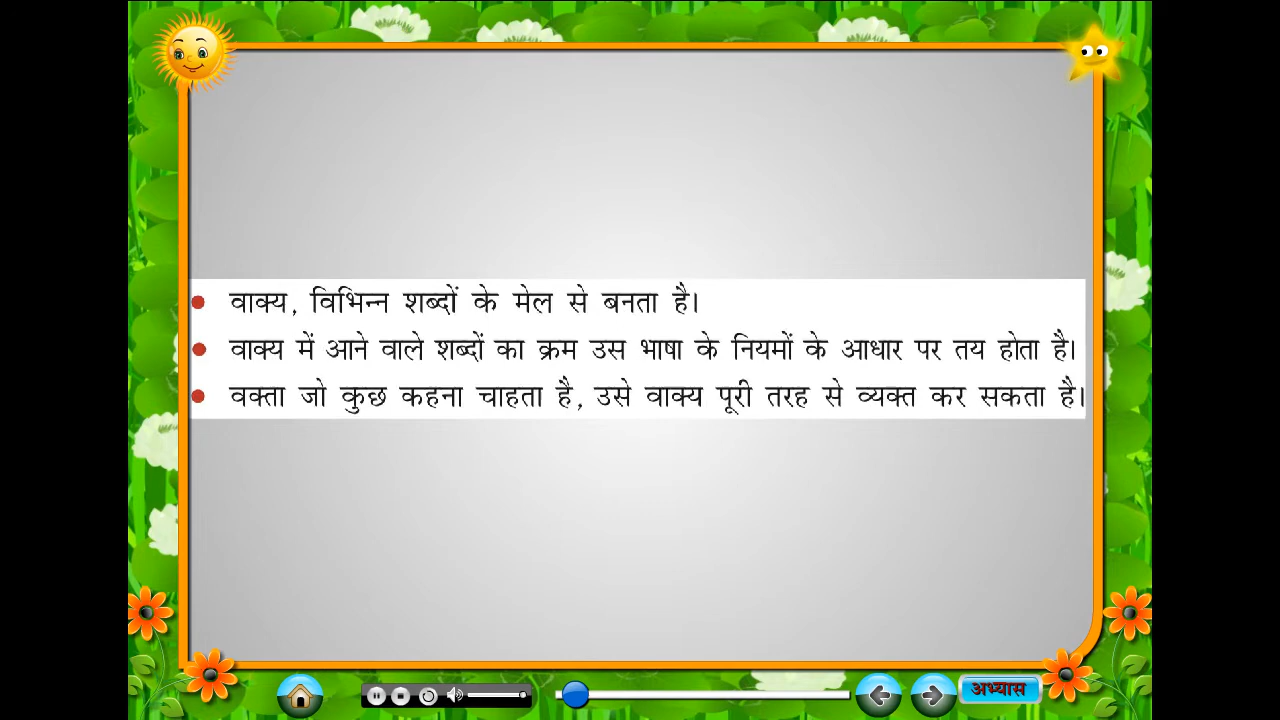 वाक्य, विभिन्न शब्दों के मेल से बनता है।
वाक्य में आने वाले शब्दों का क्रम उस भाषा के नियमों के आधार पर तय होता है।
वक्ता जो कुछ कहना चाहता है, उसे वाक्य पूरी तरह से व्यक्त कर सकता है।
अभ्यास